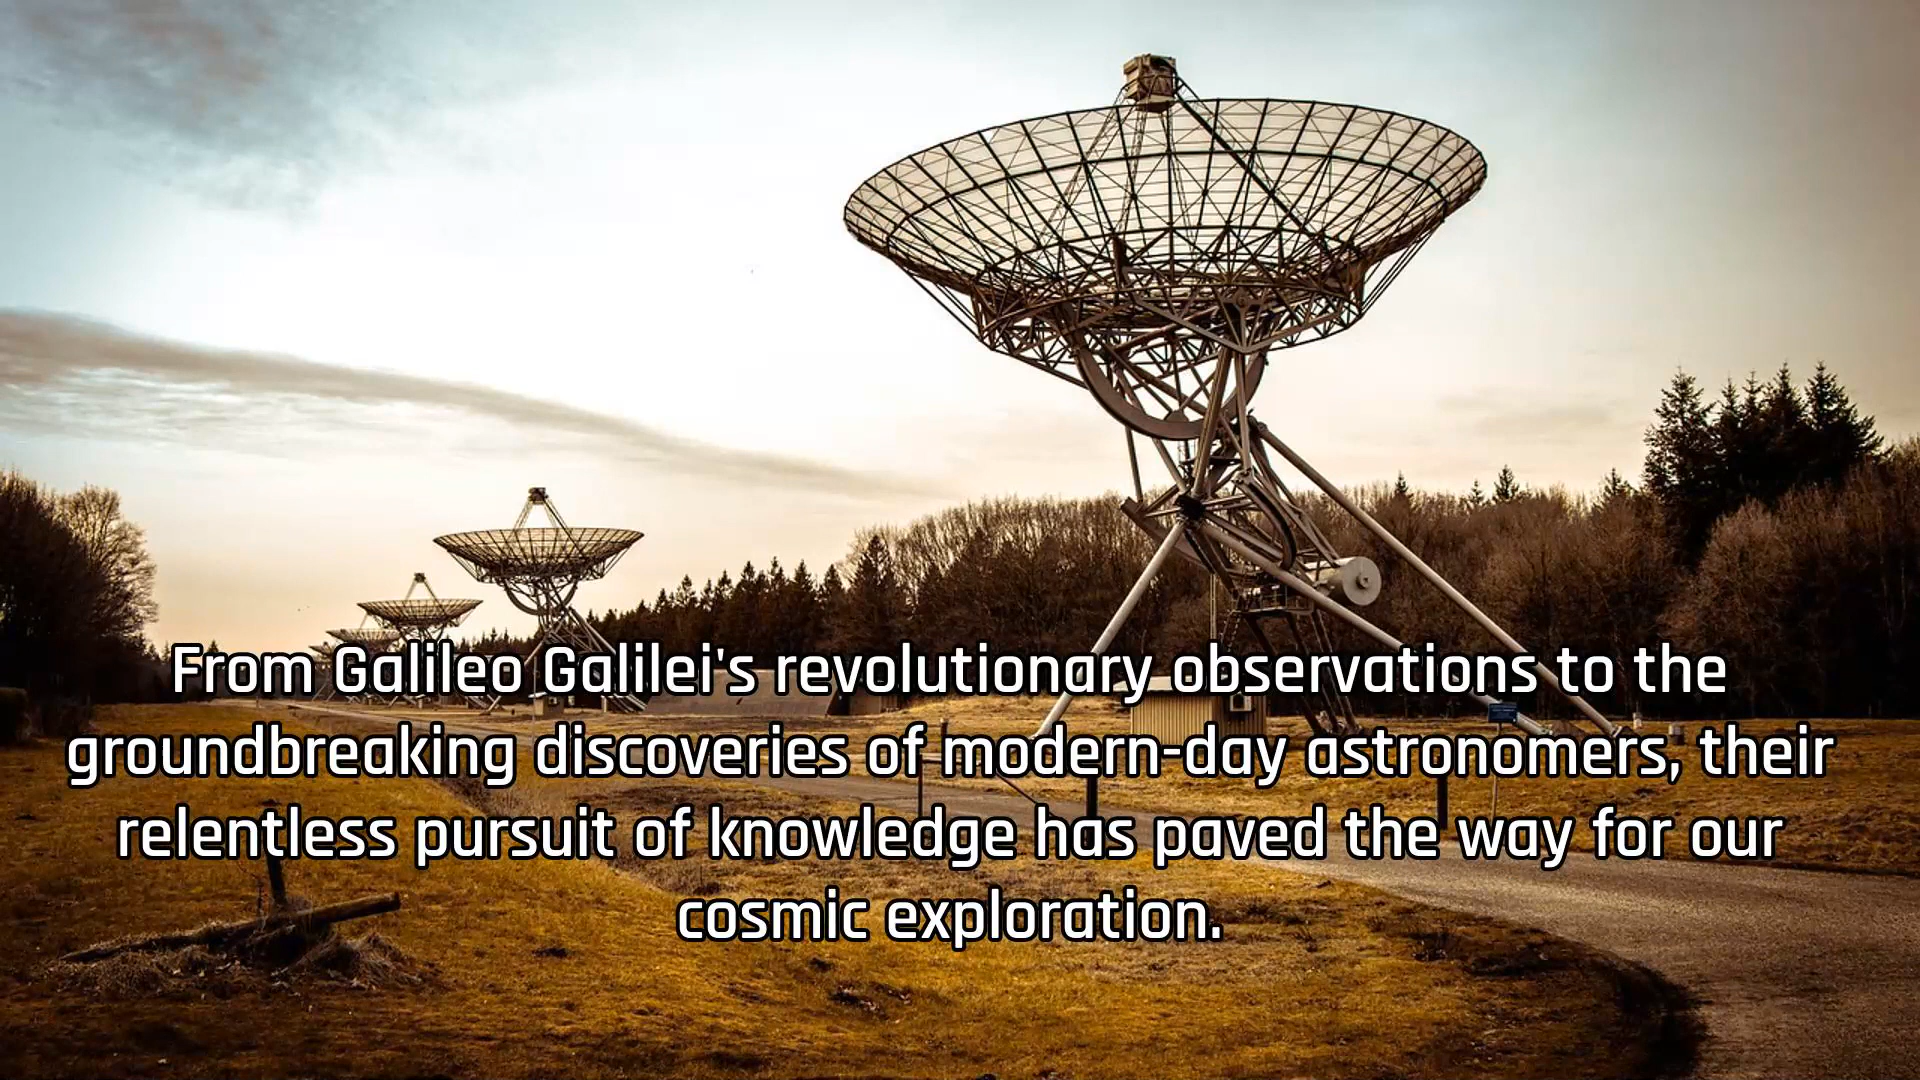 From Galileo Galilei's revolutionary observations to the
groundbreaking discoveries of modern-day astronomers, their
relentless pursuit of knowledge has paved the way for our
cosmic exploration.